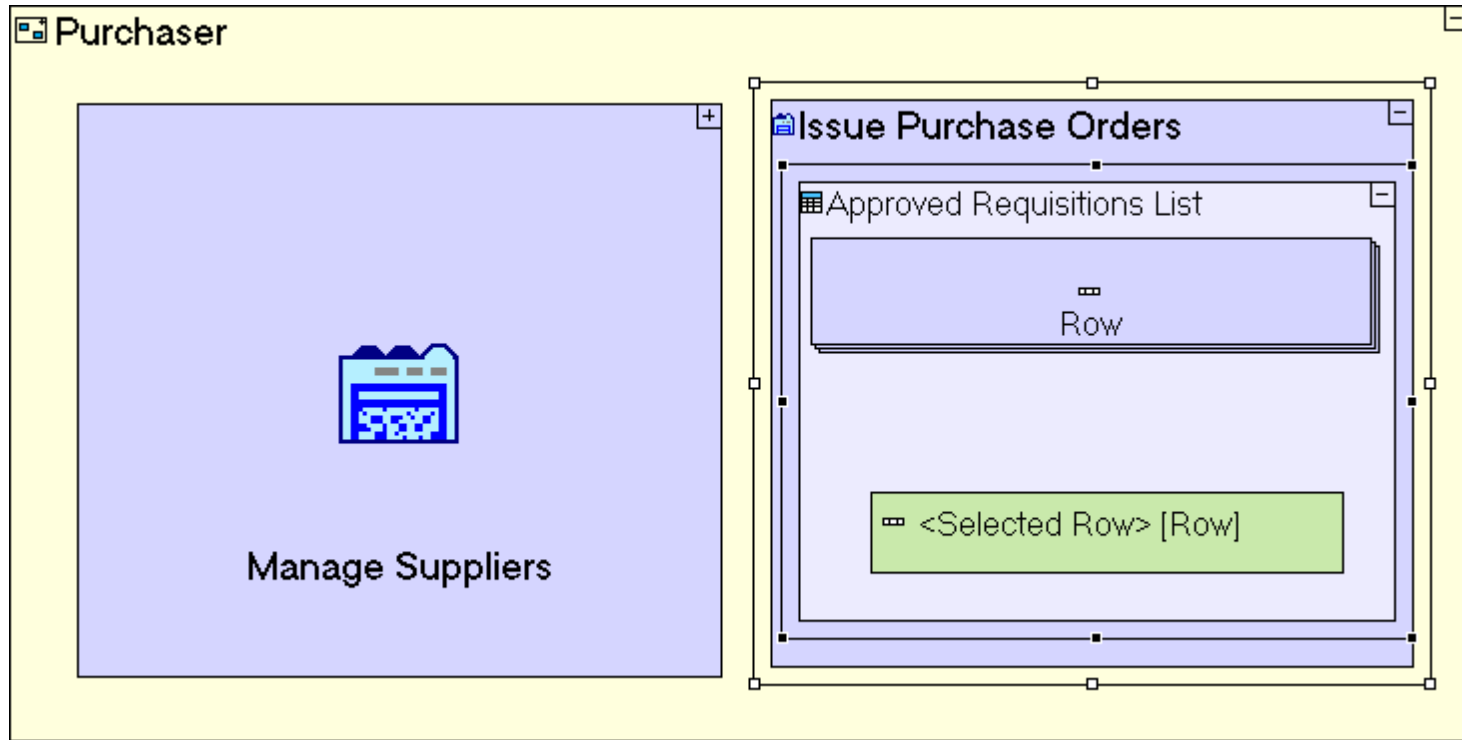 Purchaser
Manage Suppliers
Issue Purchase Orders
Approved Requisitions List
Row
<Selected Row> [Row]